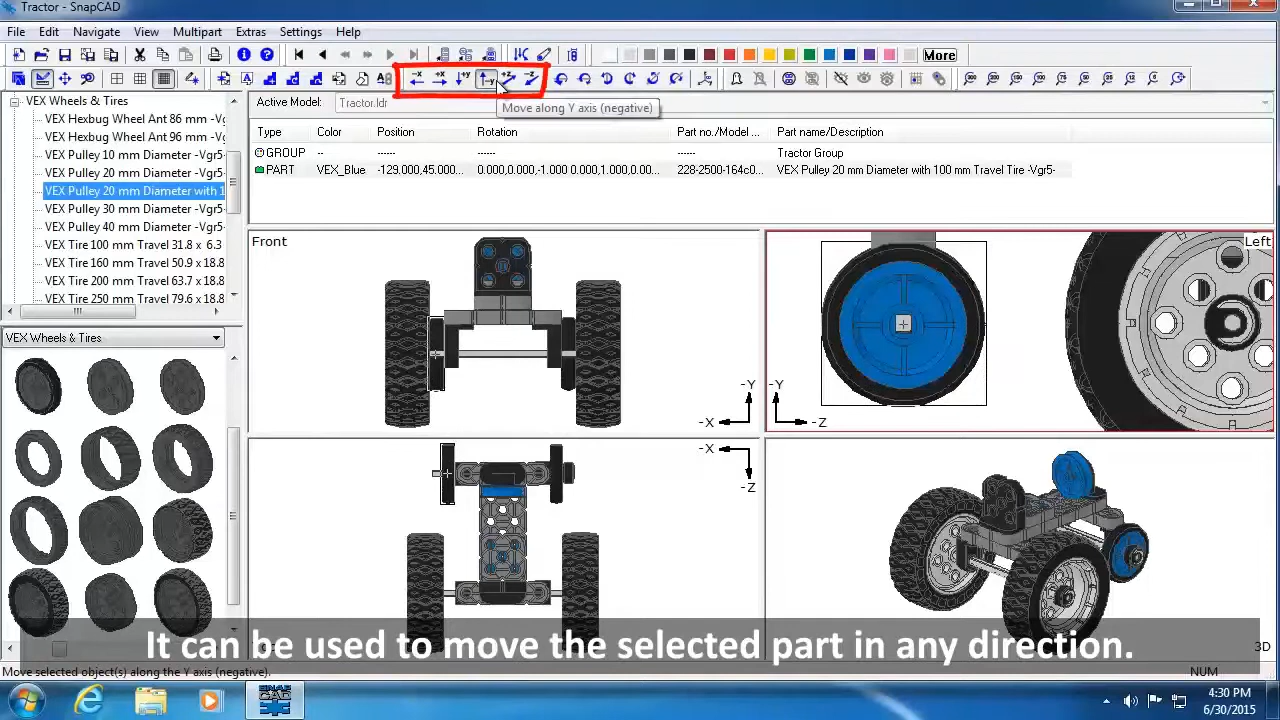 Tractor - SnapCAD
File Edit Navigate View Multipart Extras Settings Help
More
-X +X +Y -Y +Z -Z
VEX Wheels & Tires
VEX Hexbug Wheel Ant 86 mm -Vg
VEX Hexbug Wheel Ant 96 mm -Vg
VEX Pulley 10 mm Diameter -Vgr5-
VEX Pulley 20 mm Diameter -Vgr5-
VEX Pulley 20 mm Diameter with 1
VEX Pulley 30 mm Diameter -Vgr5-
VEX Pulley 40 mm Diameter -Vgr5-
VEX Tire 100 mm Travel 31.8 x 6.3
VEX Tire 160 mm Travel 50.9 x 18.8
VEX Tire 200 mm Travel 63.7 x 18.8
VEX Tire 250 mm Travel 79.6 x 18.8
VEX Wheels & Tires
Active Model: Tractor.ldr
Move along Y axis (negative)
Type Color Position Rotation Part no./Model ... Part name/Description
GROUP -- ------ ------ ------ Tractor Group
PART VEX_Blue -129.000,45.000... 0.000,0.000,-1.000 0.000,1.000,0.00... 228-2500-164c0... VEX Pulley 20 mm Diameter with 100 mm Travel Tire -Vgr5-
Front
-Y
-X
Left
-Y
-Z
-X
-Z
3D
It can be used to move the selected part in any direction.
Move selected object(s) along the Y axis (negative).
NUM
SNAP CAD
4:30 PM
6/30/2015